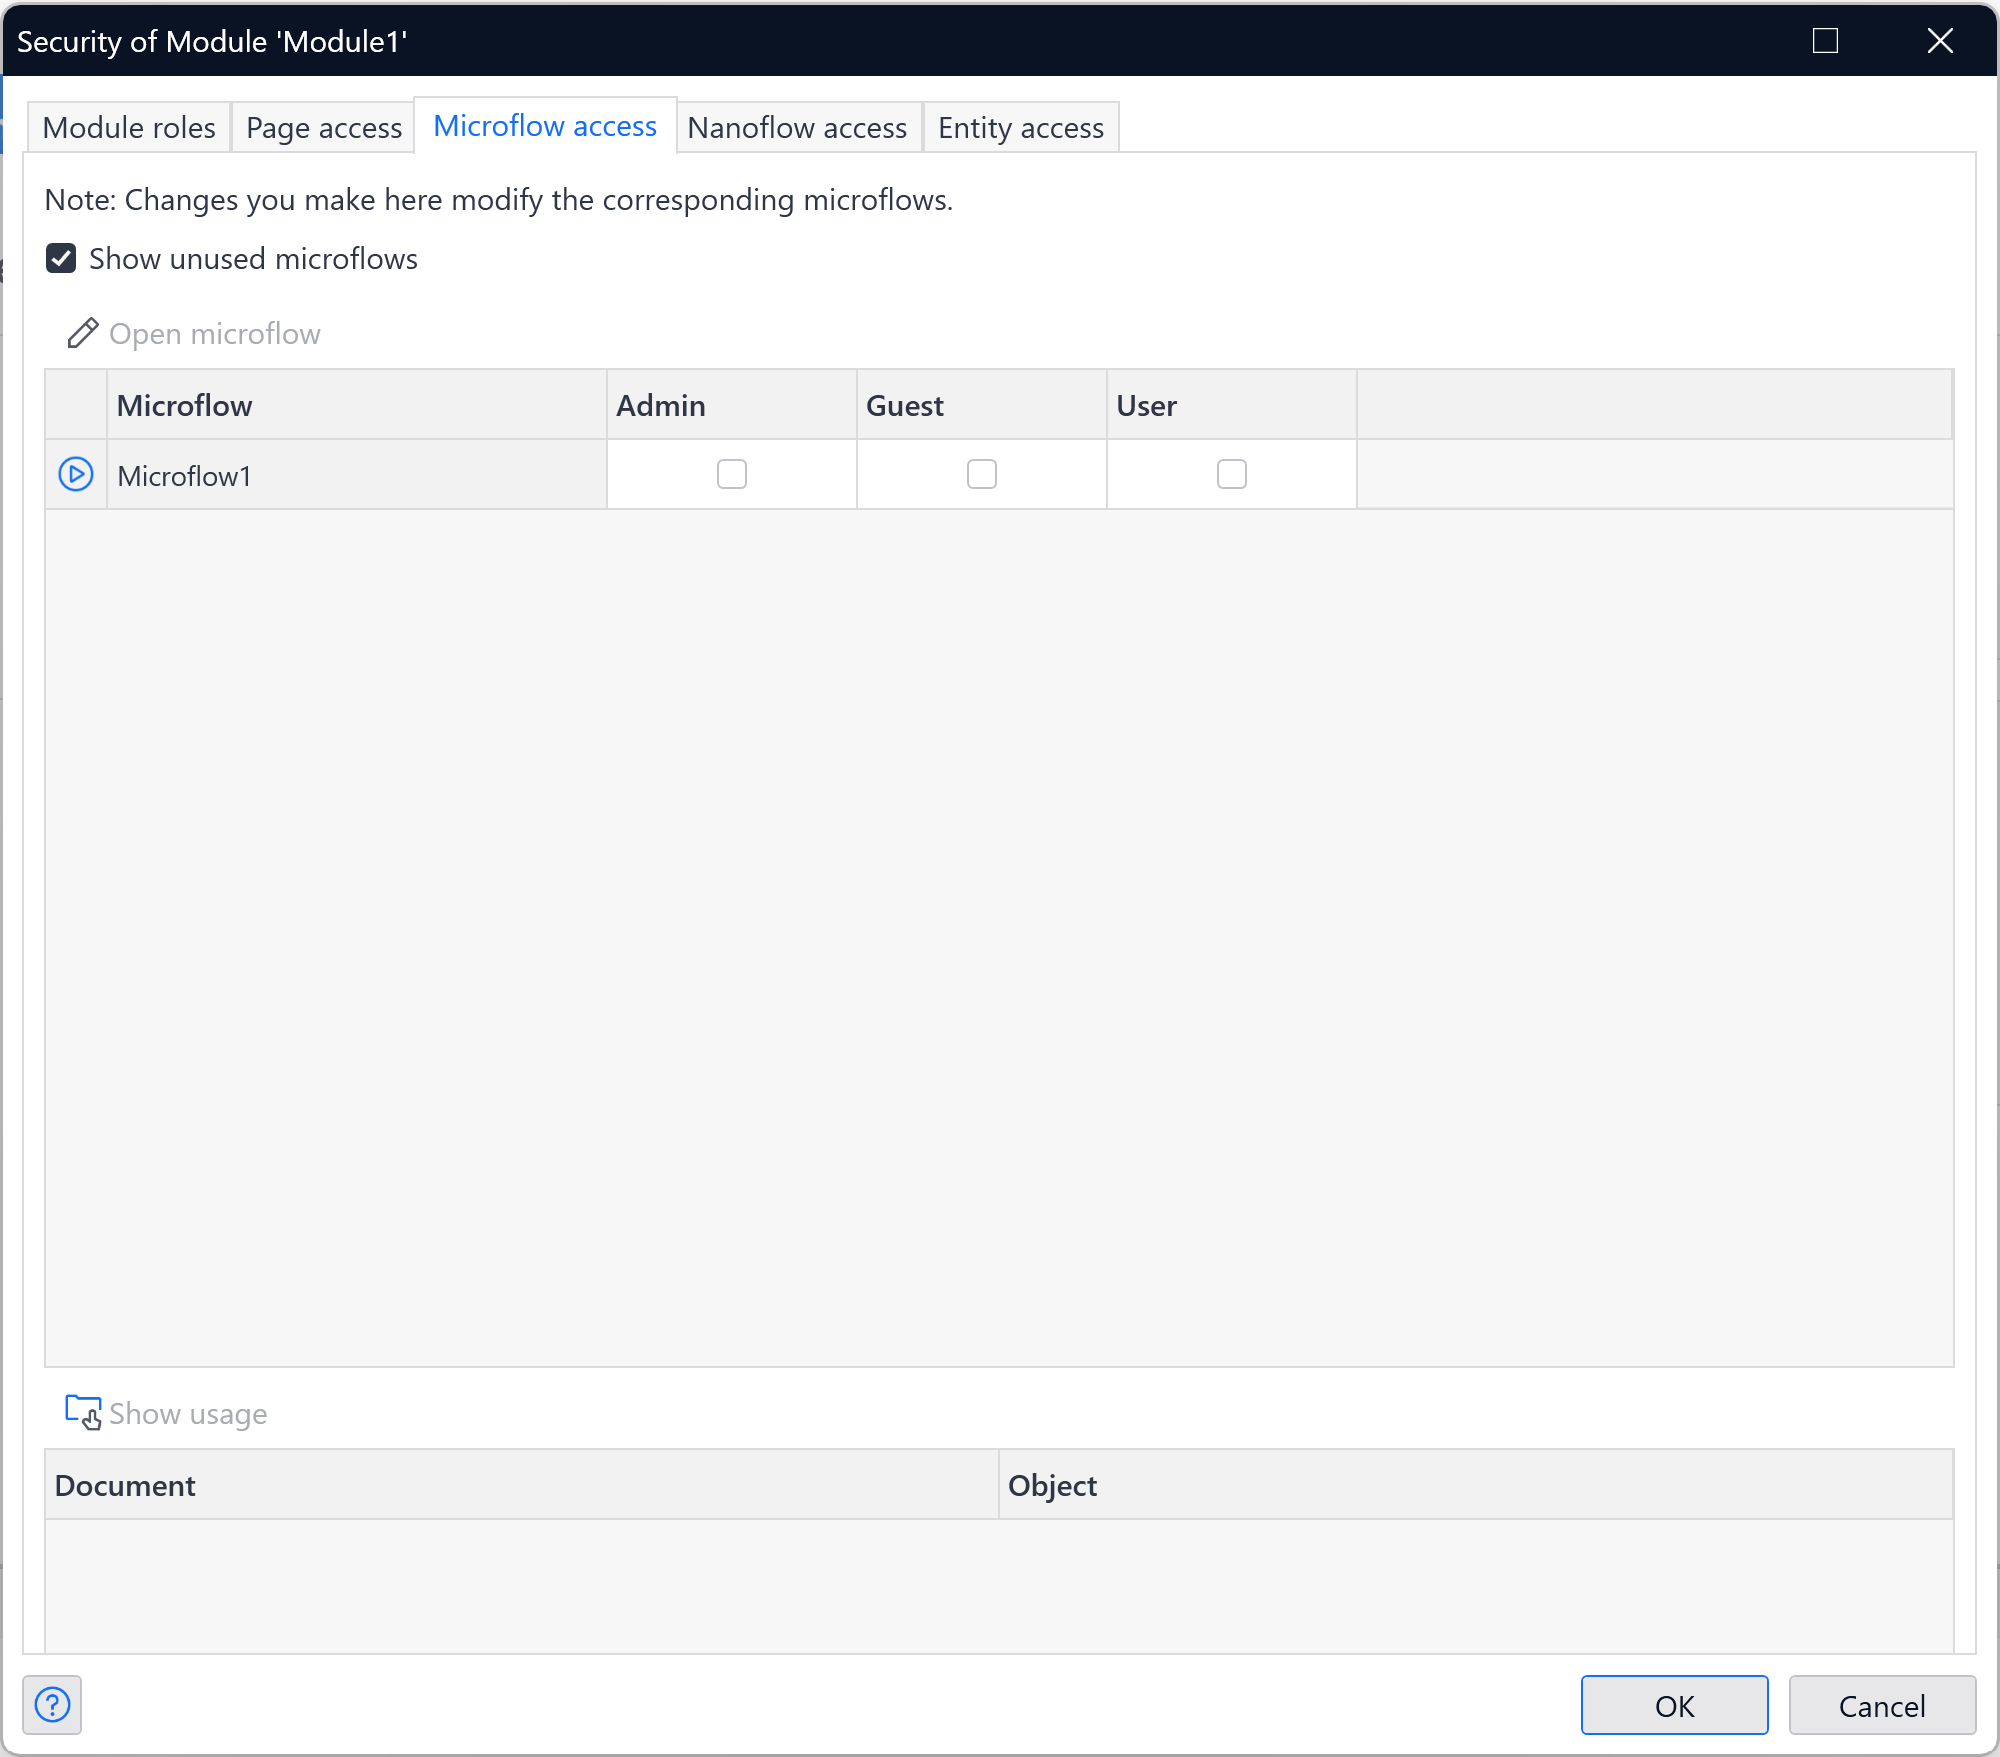 Security of Module 'Module1'
Module roles Page access Microflow access Nanoflow access Entity access
Note: Changes you make here modify the corresponding microflows.
Show unused microflows
Open microflow
Microflow Admin Guest User
Microflow1
Show usage
Document Object
? OK Cancel